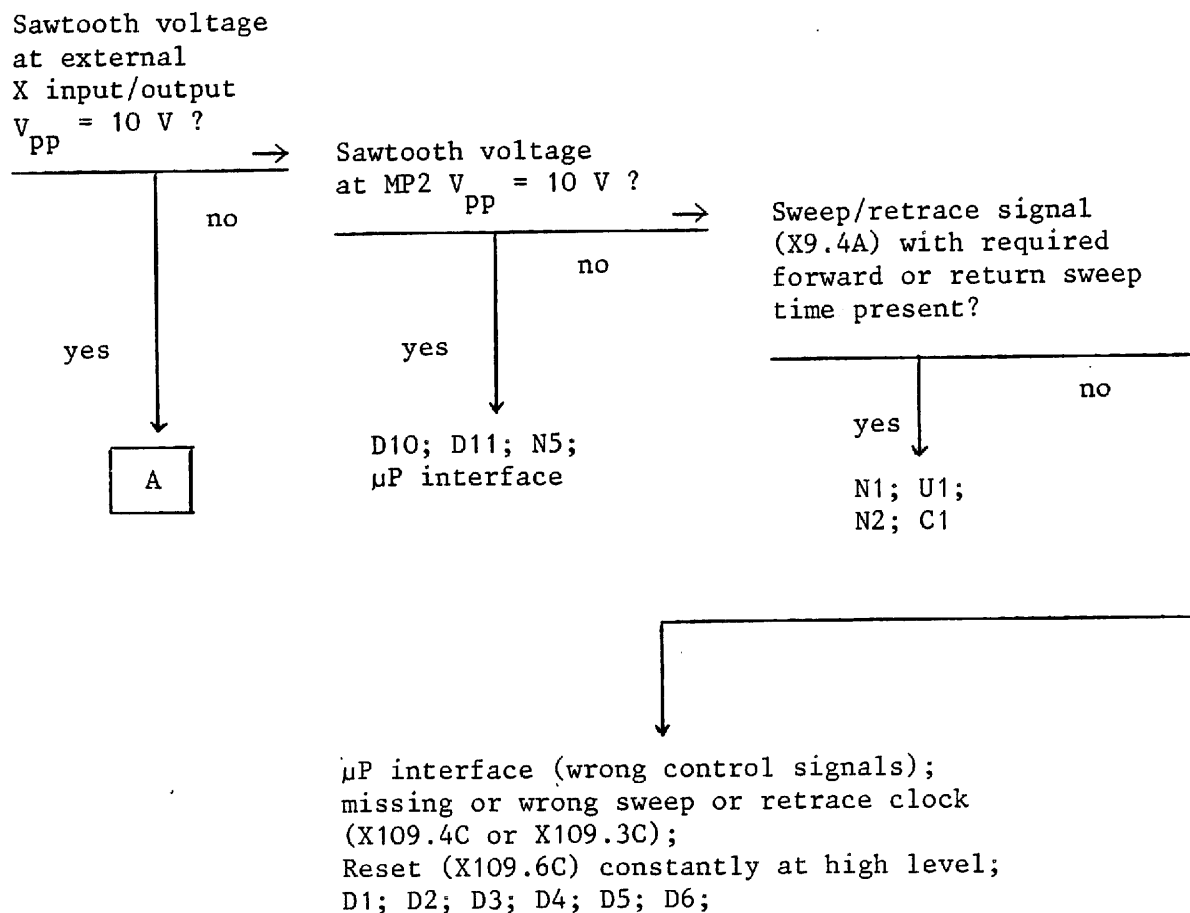 Sawtooth voltage
at external
X input/output
Vpp = 10 V ?
no
yes
A
Sawtooth voltage
at MP2 Vpp = 10 V ?
no
yes
D10; D11; N5;
µP interface
Sweep/retrace signal
(X9.4A) with required
forward or return sweep
time present?
no
yes
N1; U1;
N2; C1
µP interface (wrong control signals);
missing or wrong sweep or retrace clock
(X109.4C or X109.3C);
Reset (X109.6C) constantly at high level;
D1; D2; D3; D4; D5; D6;